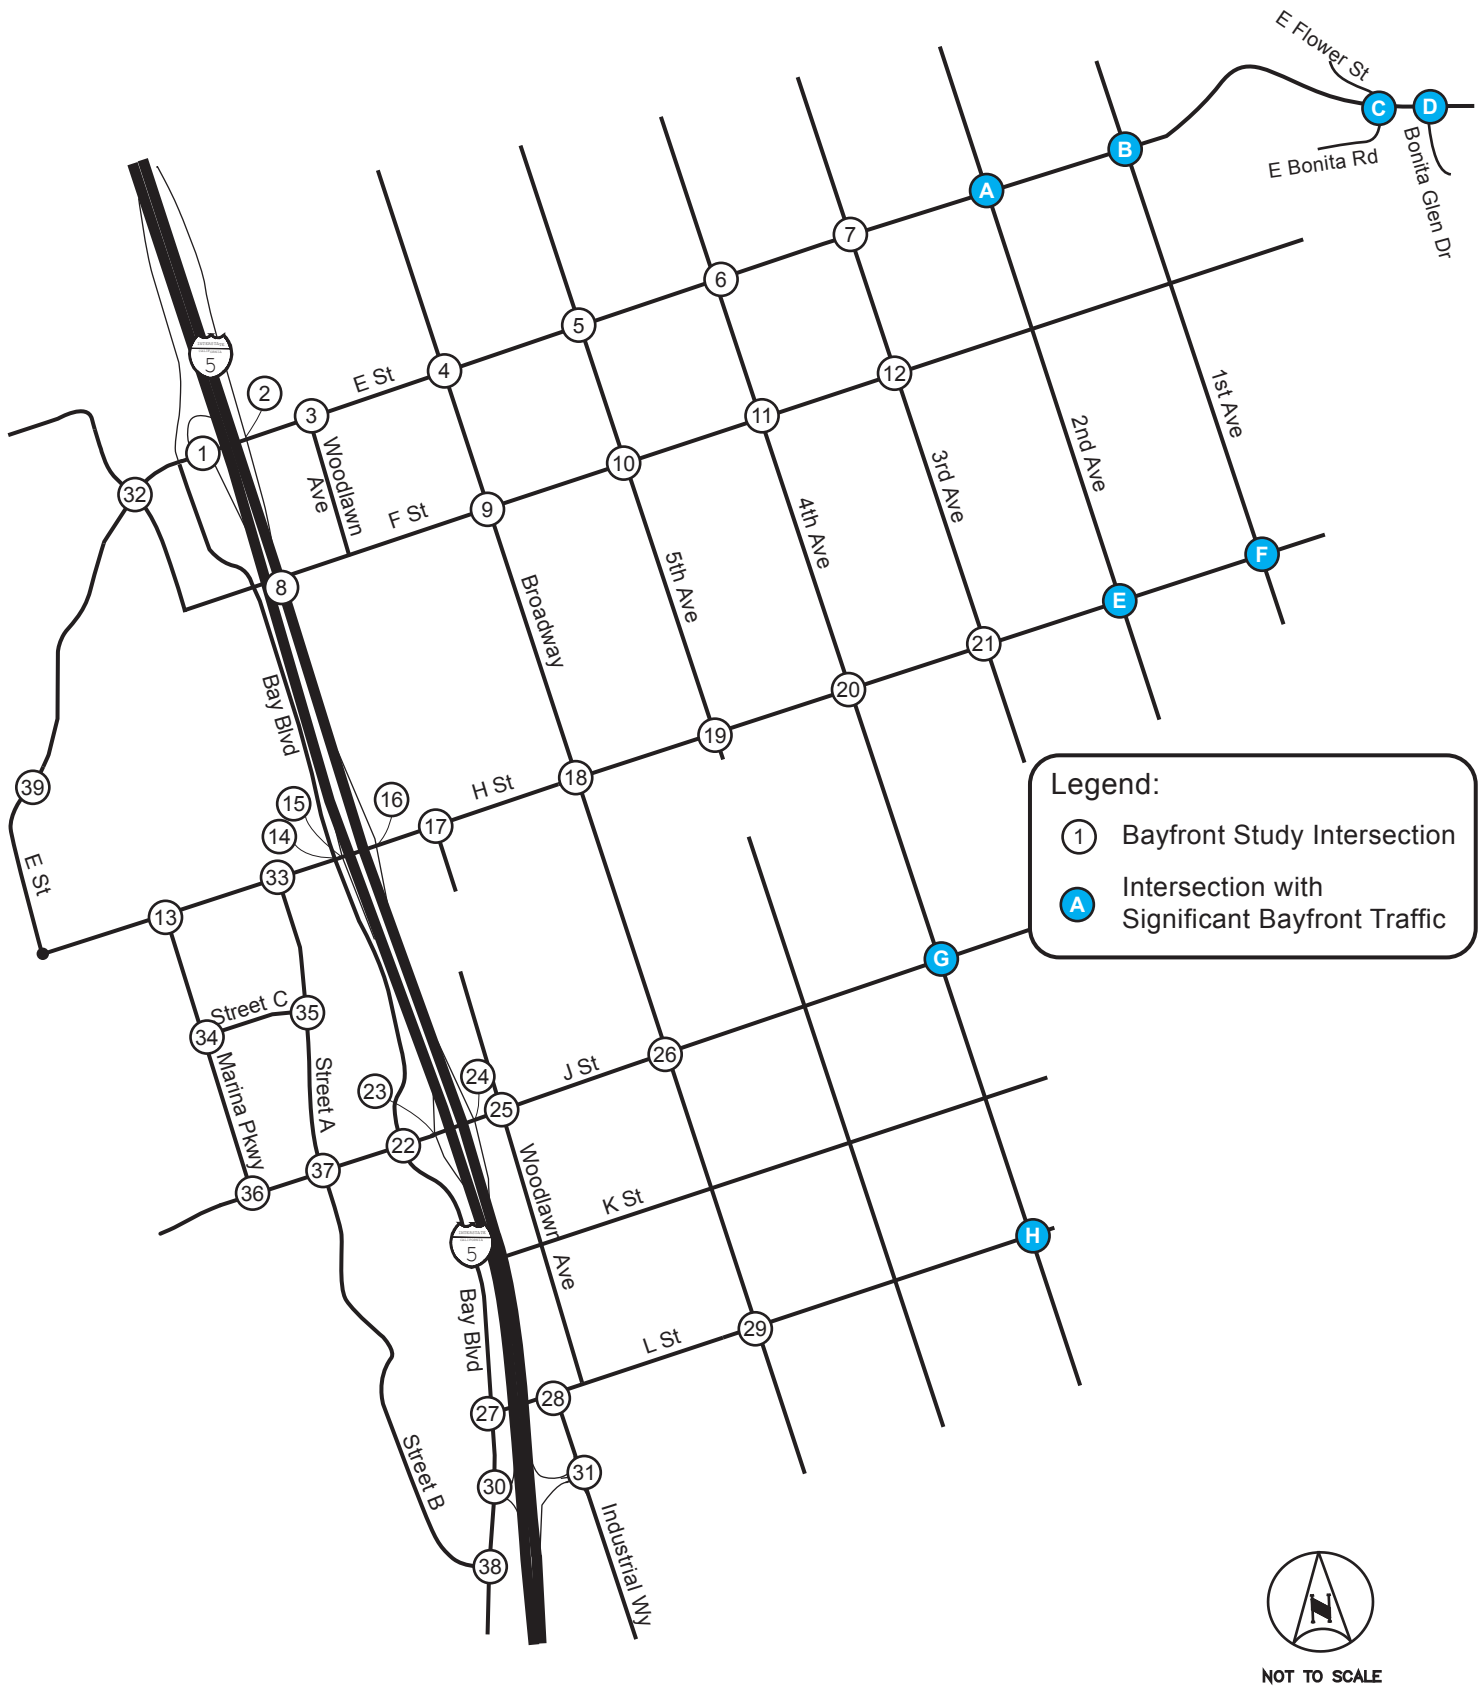 E Flower St
C
D
B
E Bonita Rd
Bonita Glen Dr
A
7
6
INTERSTATE
CALIFORNIA
5
5
4
E St
2
3
12
1st Ave
11
2nd Ave
1
Woodlawn
Ave
10
3rd Ave
32
F St
9
4th Ave
F
8
5th Ave
E
Broadway
21
20
Bay Blvd
19
39
H St
18
Legend:
1 Bayfront Study Intersection
A Intersection with
Significant Bayfront Traffic
15
16
14
17
E St
33
13
G
Street C
35
34
26
J St
Marina Pkwy
Street A
23
24
25
22
37
36
Woodlawn
Ave
K St
INTERSTATE
CALIFORNIA
5
H
Bay Blvd
L St
29
28
27
Street B
30
31
Industrial Wy
38
N
NOT TO SCALE